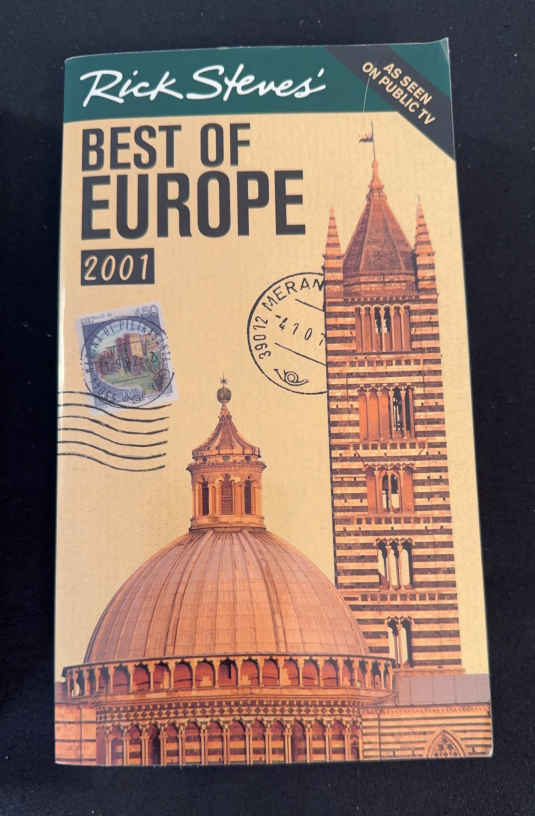 Rick Steves'
AS SEEN
ON PUBLIC TV
BEST OF
EUROPE
2001
39012 MERAN